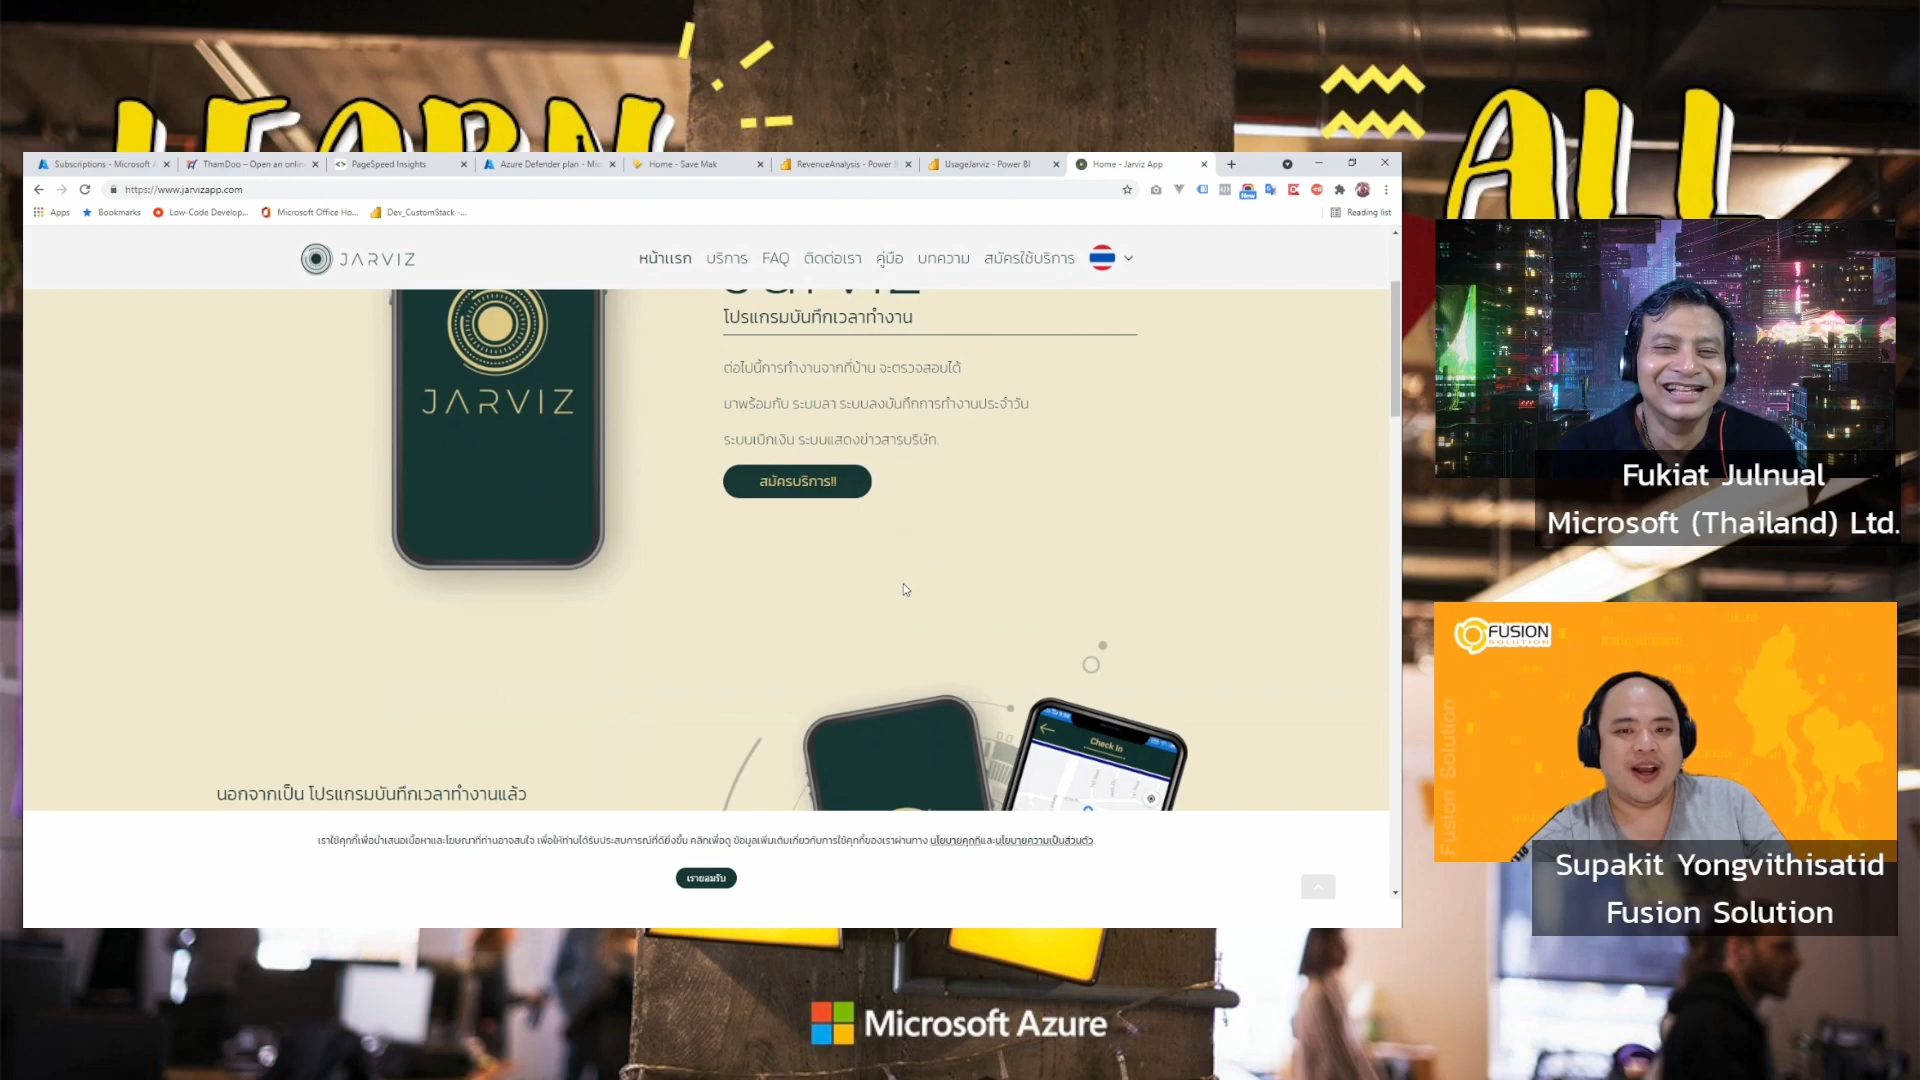 LEARN
ALL
Subscriptions - Microsoft A
ThamDoo – Open an onlin
PageSpeed Insights
Azure Defender plan - Mic
Home - Save Mak
RevenueAnalysis - Power B
UsageJarviz - Power BI
Home - Jarviz App
https://www.jarvizapp.com
Apps
Bookmarks
Low-Code Develop...
Microsoft Office Ho...
Dev_CustomStack -...
Reading list
JARVIZ
หน้าแรก บริการ FAQ ติดต่อเรา คู่มือ บทความ สมัครใช้บริการ
JARVIZ
โปรแกรมบันทึกเวลาทำงาน
ต่อไปนี้การทำงานจากที่บ้าน จะตรวจสอบได้
มาพร้อมกับ ระบบลา ระบบลงบันทึกการทำงานประจำวัน
ระบบเบิกเงิน ระบบแสดงข่าวสารบริษัท
สมัครบริการ!!
Check In
นอกจากเป็น โปรแกรมบันทึกเวลาทำงานแล้ว
เราใช้คุกกี้เพื่อนำเสนอเนื้อหาและโฆษณาที่ท่านอาจสนใจ เพื่อให้ท่านได้รับประสบการณ์ที่ดียิ่งขึ้น คลิกเพื่อดู ข้อมูลเพิ่มเติมเกี่ยวกับการใช้คุกกี้ของเราผ่านทาง นโยบายคุกกี้และนโยบายความเป็นส่วนตัว
เรายอมรับ
Fukiat Julnual
Microsoft (Thailand) Ltd.
FUSION
SOLUTION
Fusion Solution
Supakit Yongvithisatid
Fusion Solution
Microsoft Azure